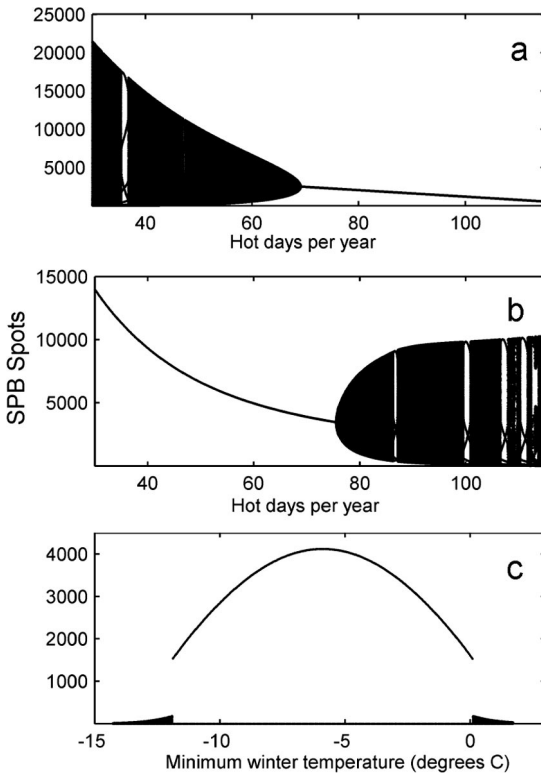 25000
20000
15000
10000
5000
a
40 60 80 100
Hot days per year
15000
10000
5000
b
SPB Spots
40 60 80 100
Hot days per year
4000
3000
2000
1000
c
-15 -10 -5 0
Minimum winter temperature (degrees C)